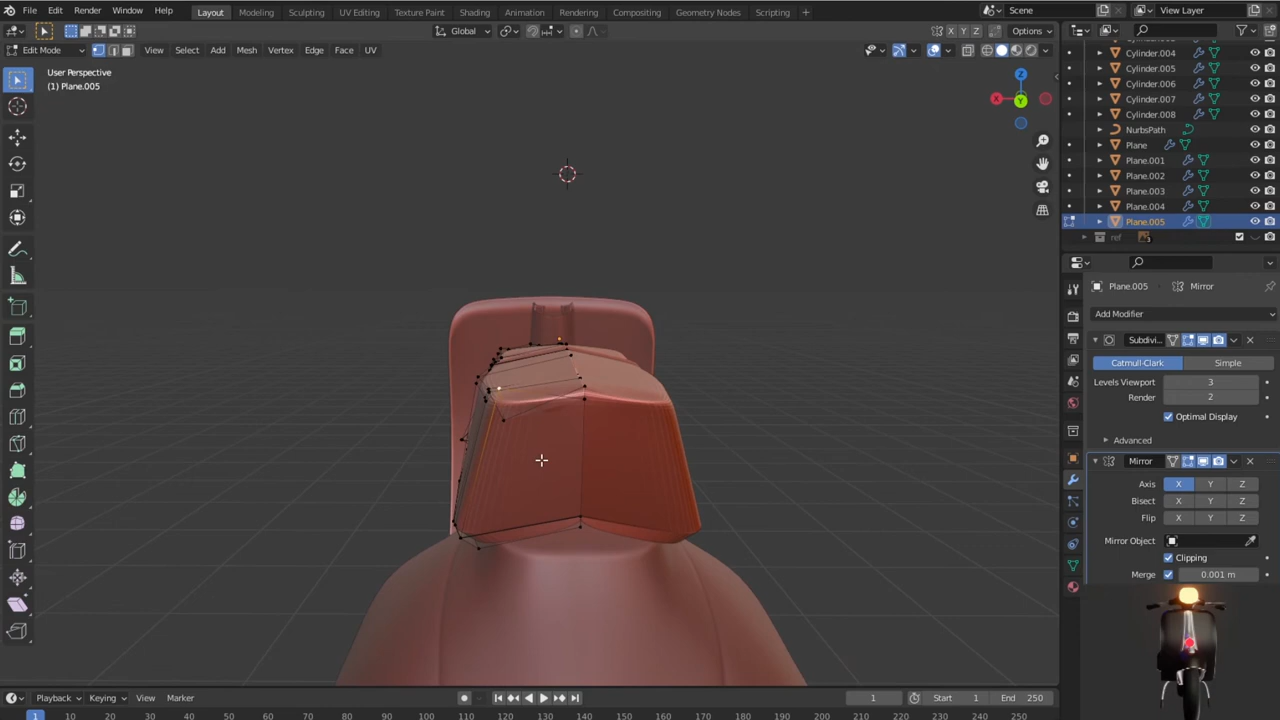 File Edit Render Window Help Layout Modeling Sculpting UV Editing Texture Paint Shading Animation Rendering Compositing Geometry Nodes Scripting + Scene View Layer
Global X Y Z Options
Edit Mode View Select Add Mesh Vertex Edge Face UV
User Perspective
(1) Plane.005
Z
X
Y
Cylinder.004
Cylinder.005
Cylinder.006
Cylinder.007
Cylinder.008
NurbsPath
Plane
Plane.001
Plane.002
Plane.003
Plane.004
Plane.005
ref 3
Plane.005 Mirror
Add Modifier
Subdivi...
Catmull-Clark Simple
Levels Viewport 3
Render 2
Optimal Display
Advanced
Mirror
Axis X Y Z
Bisect X Y Z
Flip X Y Z
Mirror Object
Clipping
Merge 0.001 m
Playback Keying View Marker 1 Start 1 End 250
1 10 20 30 40 50 60 70 80 90 100 110 120 130 140 150 160 170 180 190 200 210 220 230 240 250